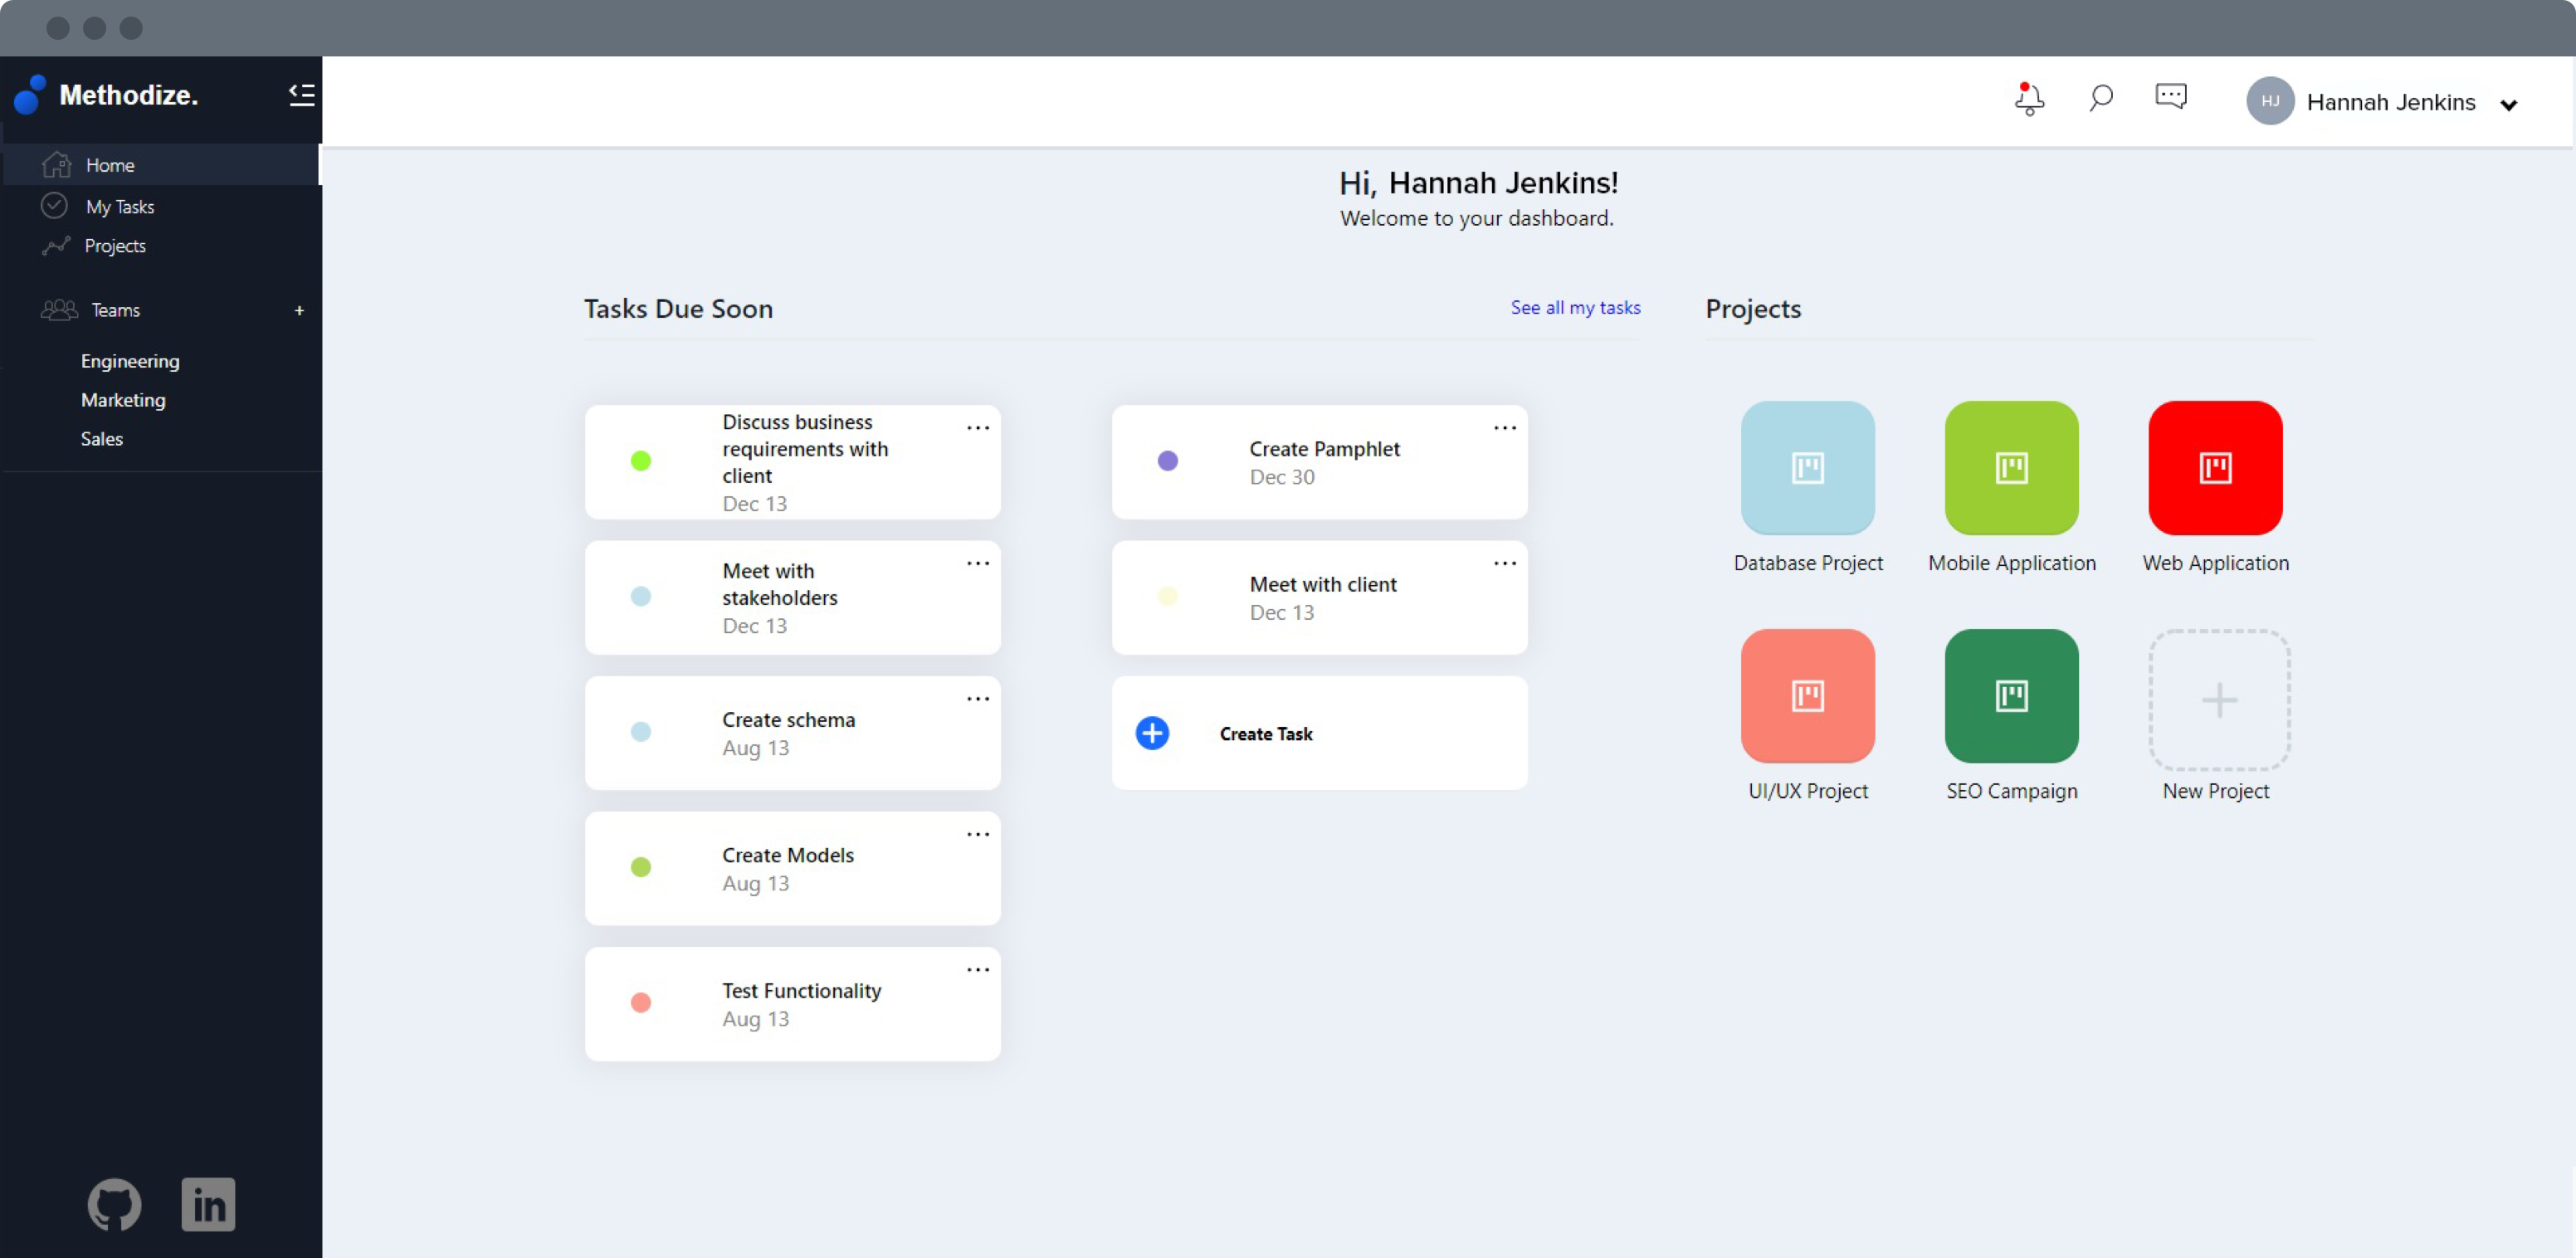 Methodize.
HJ
Hannah Jenkins
Home
My Tasks
Projects
Teams
+
Engineering
Marketing
Sales
Hi, Hannah Jenkins!
Welcome to your dashboard.
Tasks Due Soon
See all my tasks
Discuss business
requirements with
client
Dec 13
Meet with
stakeholders
Dec 13
Create schema
Aug 13
Create Models
Aug 13
Test Functionality
Aug 13
Create Pamphlet
Dec 30
Meet with client
Dec 13
Create Task
Projects
Database Project
Mobile Application
Web Application
UI/UX Project
SEO Campaign
New Project
in